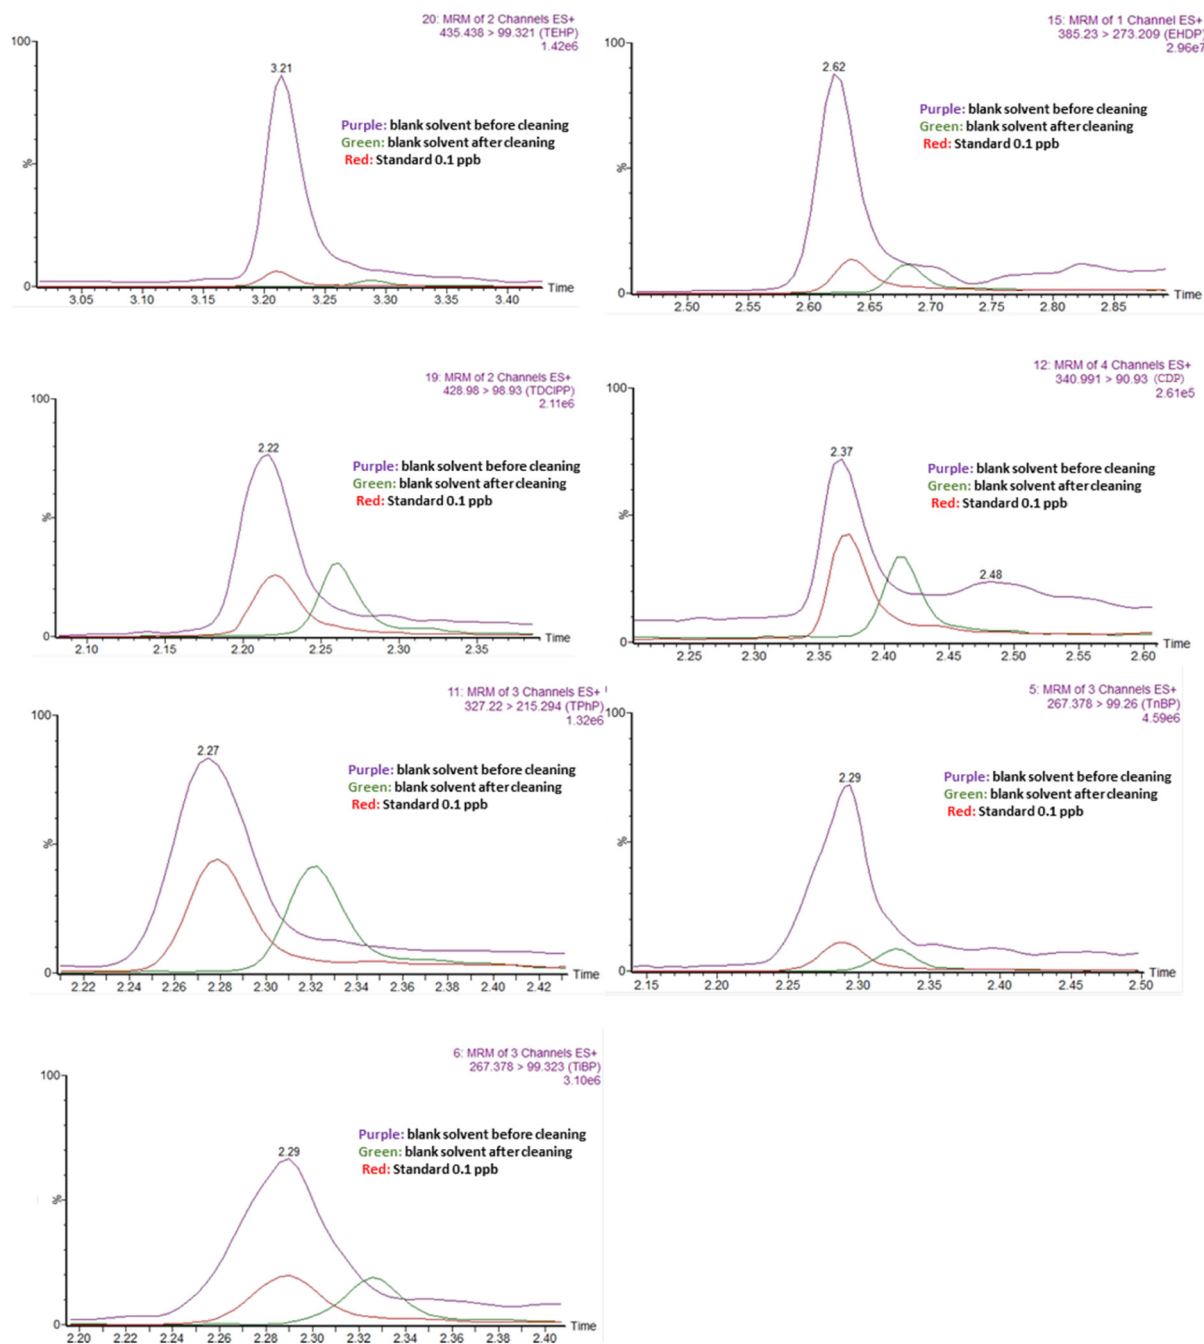 20: MRM of 2 Channels ES+
435.438 > 99.321 (TEHP)
1.42e6
100
3.21
Purple: blank solvent before cleaning
Green: blank solvent after cleaning
Red: Standard 0.1 ppb
%
0
3.05 3.10 3.15 3.20 3.25 3.30 3.35 3.40
Time
15: MRM of 1 Channel ES+
385.23 > 273.209 (EHDP)
2.96e7
100
2.62
Purple: blank solvent before cleaning
Green: blank solvent after cleaning
Red: Standard 0.1 ppb
%
0
2.50 2.55 2.60 2.65 2.70 2.75 2.80 2.85
Time
19: MRM of 2 Channels ES+
428.98 > 98.93 (TDCIPP)
2.11e6
100
2.22
Purple: blank solvent before cleaning
Green: blank solvent after cleaning
Red: Standard 0.1 ppb
%
0
2.10 2.15 2.20 2.25 2.30 2.35
Time
12: MRM of 4 Channels ES+
340.991 > 90.93 (CDP)
2.61e5
100
2.37
Purple: blank solvent before cleaning
Green: blank solvent after cleaning
Red: Standard 0.1 ppb
%
2.48
0
2.25 2.30 2.35 2.40 2.45 2.50 2.55 2.60
Time
11: MRM of 3 Channels ES+
327.22 > 215.294 (TPhP)
1.32e6
100
2.27
Purple: blank solvent before cleaning
Green: blank solvent after cleaning
Red: Standard 0.1 ppb
%
0
2.22 2.24 2.26 2.28 2.30 2.32 2.34 2.36 2.38 2.40 2.42
Time
5: MRM of 3 Channels ES+
267.378 > 99.26 (TnBP)
4.59e6
100
2.29
Purple: blank solvent before cleaning
Green: blank solvent after cleaning
Red: Standard 0.1 ppb
%
0
2.15 2.20 2.25 2.30 2.35 2.40 2.45 2.50
Time
6: MRM of 3 Channels ES+
267.378 > 99.323 (TiBP)
3.10e6
100
2.29
Purple: blank solvent before cleaning
Green: blank solvent after cleaning
Red: Standard 0.1 ppb
%
0
2.20 2.22 2.24 2.26 2.28 2.30 2.32 2.34 2.36 2.38 2.40
Time